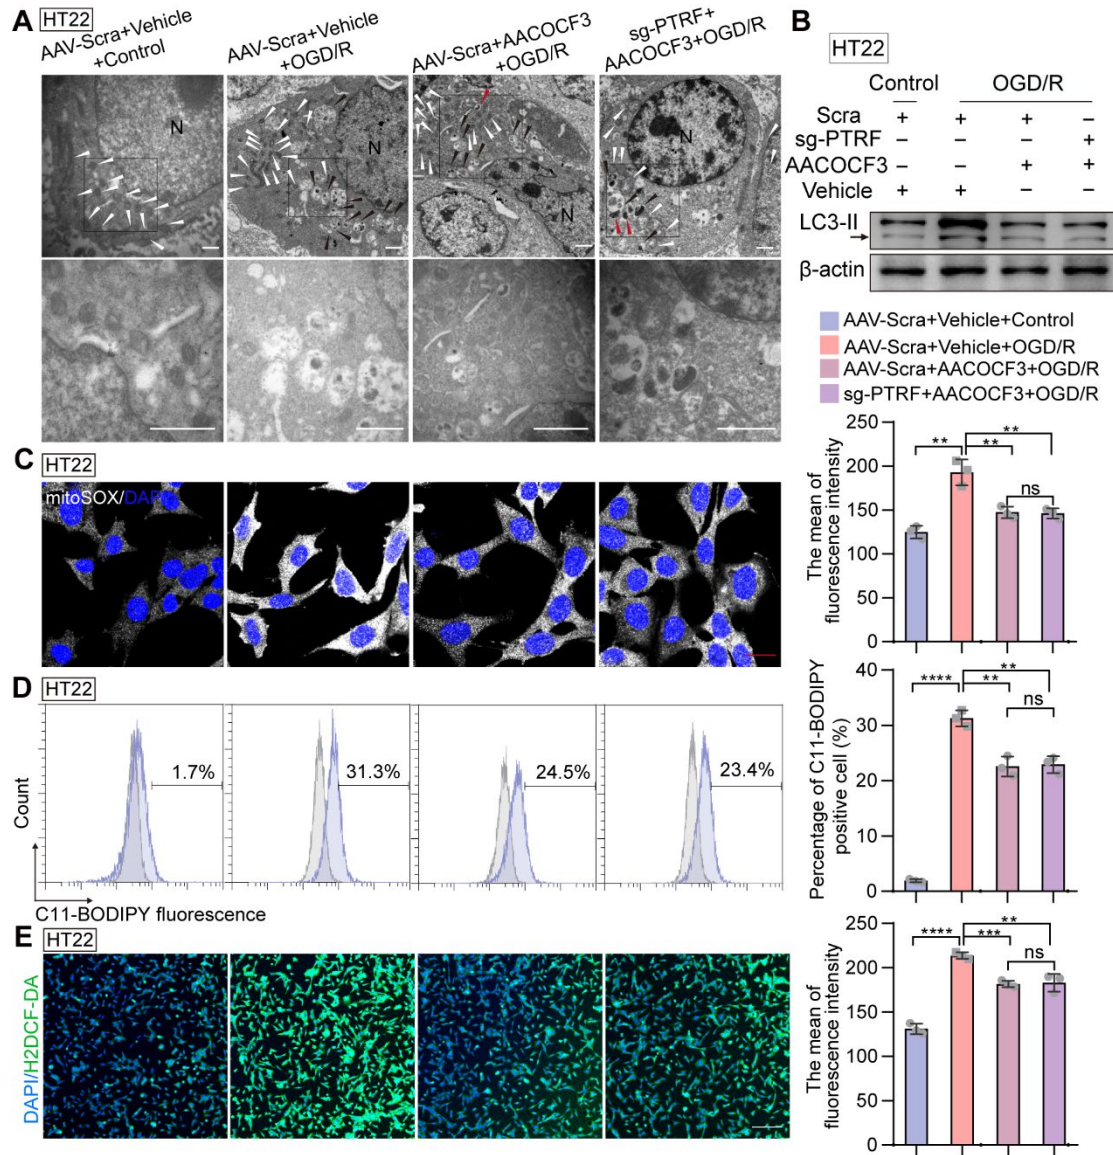 A HT22
AAV-Scra+Vehicle
+Control
AAV-Scra+Vehicle
+OGD/R
AAV-Scra+AACOCF3
+OGD/R
sg-PTRF+
AACOCF3+OGD/R
N
N
N
N
B
HT22
Control OGD/R
Scra + + + –
sg-PTRF – – – +
AACOCF3 – – + +
Vehicle + + – –
LC3-II
β-actin
AAV-Scra+Vehicle+Control
AAV-Scra+Vehicle+OGD/R
AAV-Scra+AACOCF3+OGD/R
sg-PTRF+AACOCF3+OGD/R
C HT22
mitoSOX/DAPI
The mean of
fluorescence intensity
250
200
150
100
50
0
** ** **
ns
D HT22
Count
1.7%
31.3%
24.5%
23.4%
C11-BODIPY fluorescence
Percentage of C11-BODIPY
positive cell (%)
40
30
20
10
0
**** ** **
ns
E HT22
DAPI/H2DCF-DA
The mean of
fluorescence intensity
250
200
150
100
50
0
**** *** **
ns